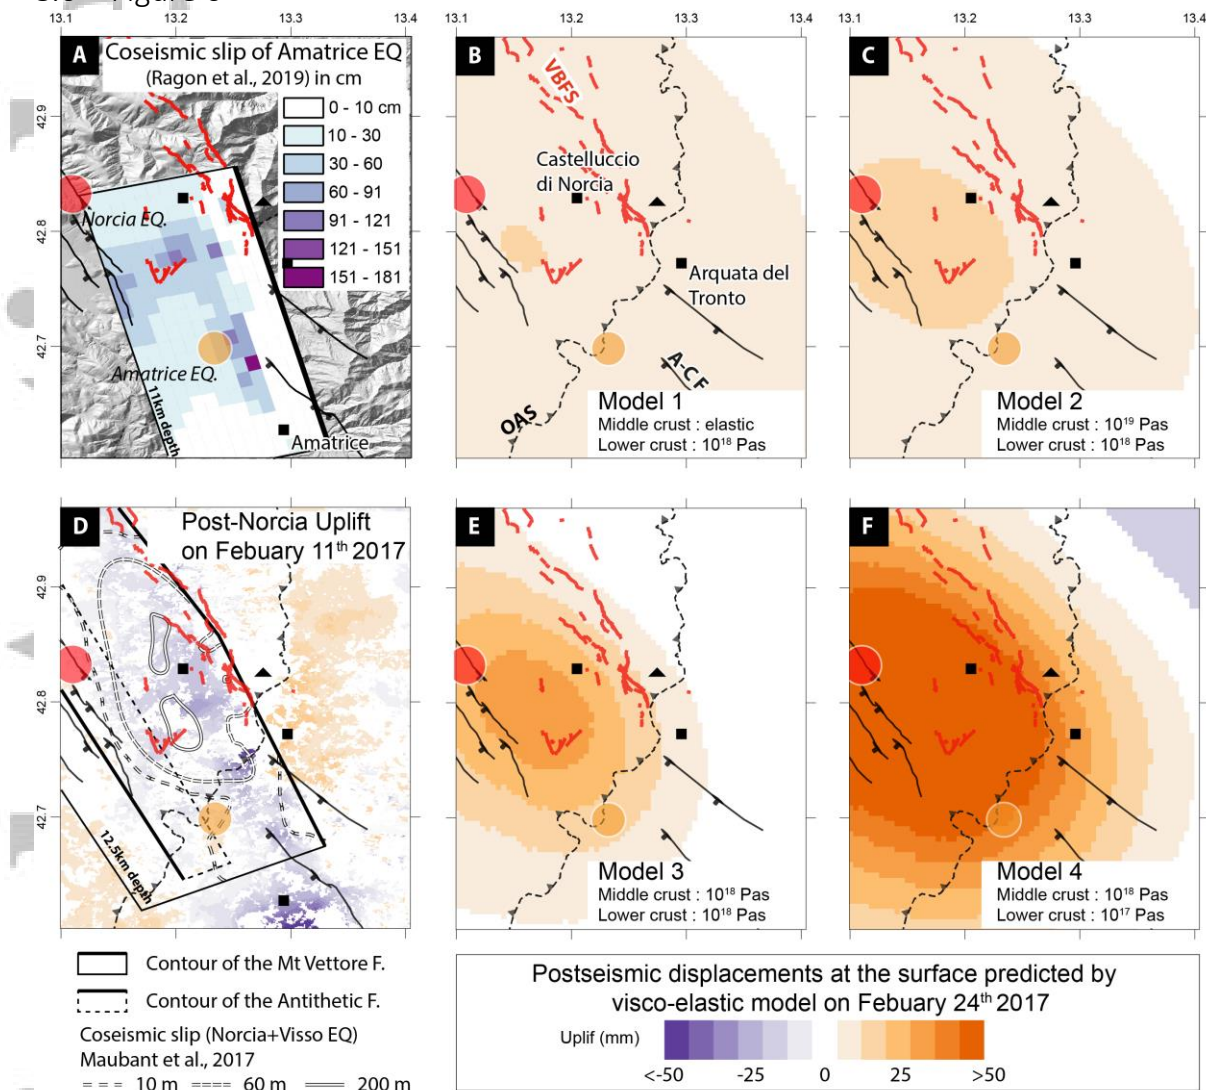 13.1 13.2 13.3 13.4 13.1 13.2 13.3 13.1 13.2 13.3 13.4
A Coseismic slip of Amatrice EQ
(Ragon et al., 2019) in cm
0 - 10 cm
10 - 30
30 - 60
60 - 91
91 - 121
121 - 151
151 - 181
42.9
42.8
42.7
Norcia EQ.
Amatrice EQ.
11km depth
Amatrice
B
VBFS
Castelluccio
di Norcia
Arquata del
Tronto
A-C F
OAS
Model 1
Middle crust : elastic
Lower crust : 10¹⁸ Pas
C
Model 2
Middle crust : 10¹⁹ Pas
Lower crust : 10¹⁸ Pas
D Post-Norcia Uplift
on Febuary 11th 2017
42.9
42.8
42.7
12.5km depth
E
Model 3
Middle crust : 10¹⁸ Pas
Lower crust : 10¹⁸ Pas
F
Model 4
Middle crust : 10¹⁸ Pas
Lower crust : 10¹⁷ Pas
Contour of the Mt Vettore F.
Contour of the Antithetic F.
Coseismic slip (Norcia+Visso EQ)
Maubant et al., 2017
10 m 60 m 200 m
Postseismic displacements at the surface predicted by
visco-elastic model on Febuary 24th 2017
Uplif (mm)
<-50 -25 0 25 >50